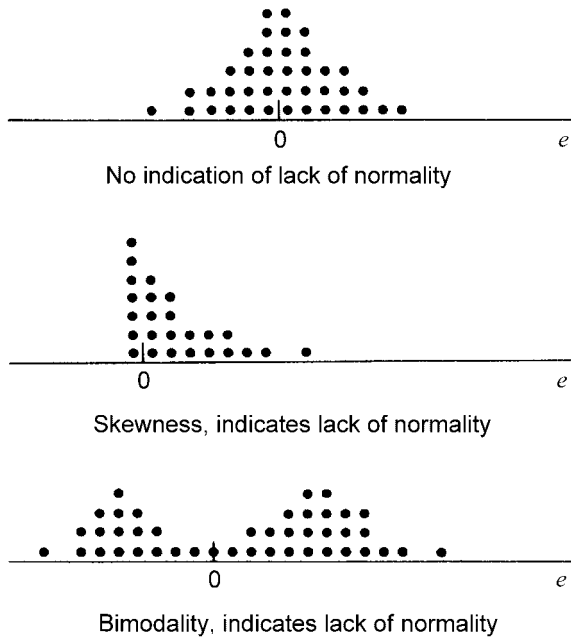 0 e
No indication of lack of normality
0 e
Skewness, indicates lack of normality
0 e
Bimodality, indicates lack of normality